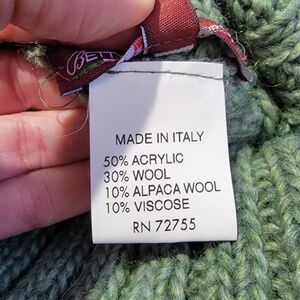 MADE IN ITALY
50% ACRYLIC
30% WOOL
10% ALPACA WOOL
10% VISCOSE
RN 72755